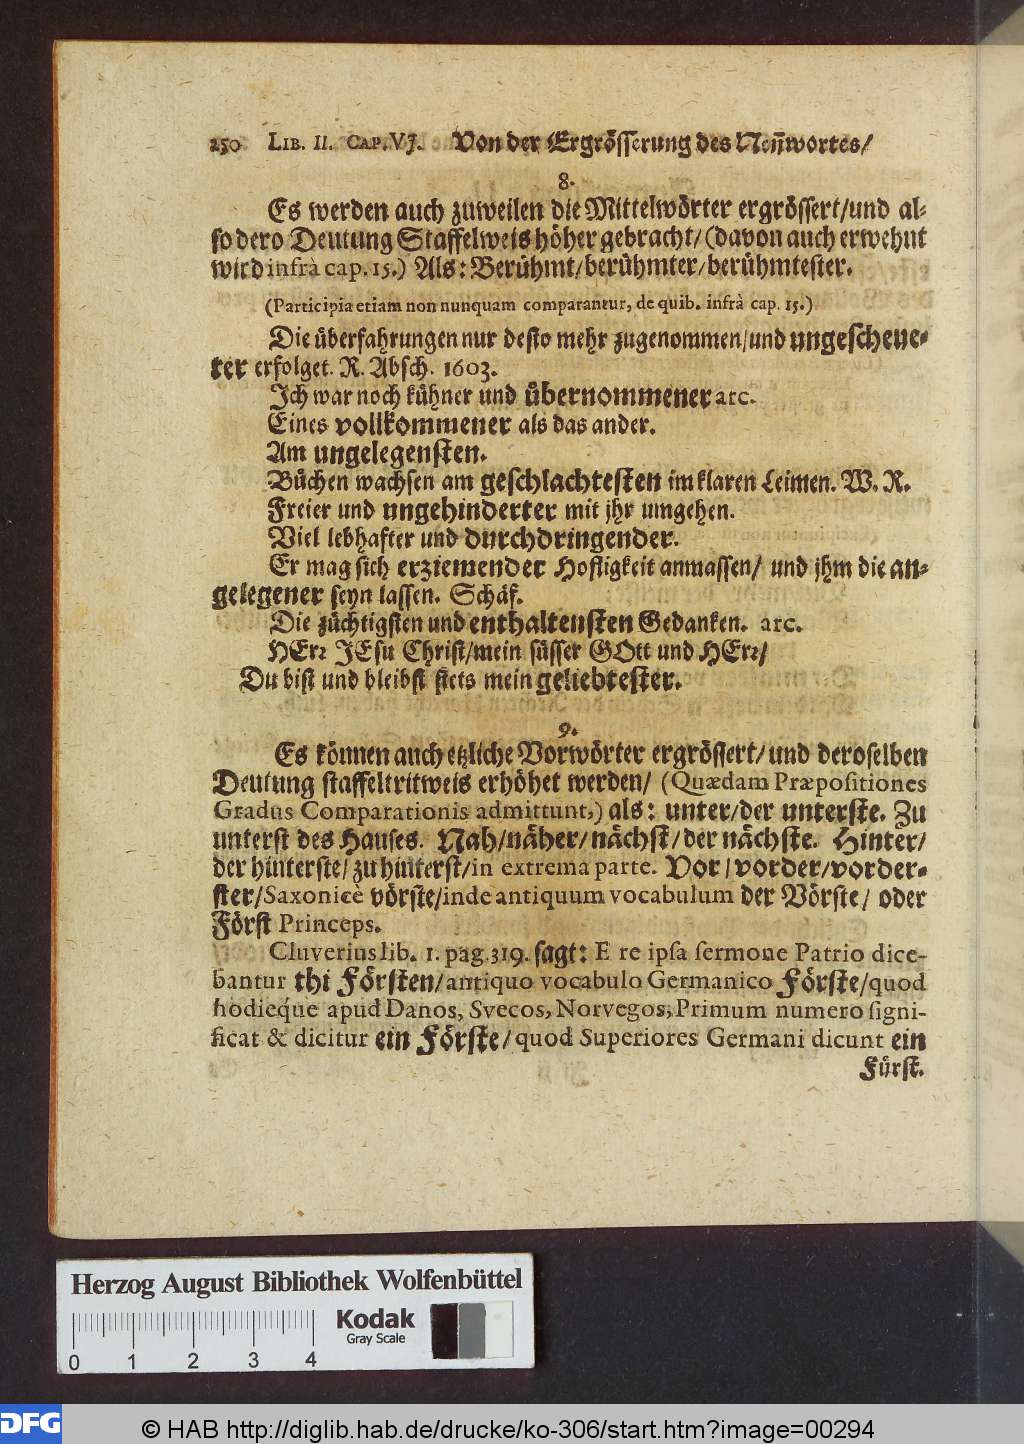 250 LIB. II. CAP. VJ. Von der Ergrösserung des Neñwortes/
8.
Es werden auch zuweilen die Mittelwörter ergrössert/und al-
so dero Deutung Staffelweis höher gebracht/(davon auch erwehnt
wird infrà cap. 15.) Als: Berühmt/berühmter/berühmtester.
(Participia etiam non nunquam comparantur, de quib. infrà cap. 15.)
Die überfahrungen nur desto mehr zugenommen/und ungescheue-
ter erfolget. R. Absch. 1603.
Ich war noch kühner und übernommener ꝛc.
Eines vollkommener als das ander.
Am ungelegensten.
Büchen wachsen am geschlachtesten im klaren Leimen. W. R.
Freier und ungehinderter mit jhr umgehen.
Viel lebhafter und durchdringender.
Er mag sich erziemender Hofligkeit anmassen/ und jhm die an-
gelegener seyn lassen. Schäf.
Die züchtigsten und enthaltensten Gedanken. ꝛc.
HErꝛ JEsu Christ/mein süsser GOtt und HErꝛ/
Du bist und bleibst stets mein geliebtester.
9.
Es können auch etzliche Vorwörter ergrössert/und deroselben
Deutung staffeltritweis erhöhet werden/ (Quædam Præpositiones
Gradus Comparationis admittunt,) als: unter/der unterste. Zu
unterst des Hauses. Nah/näher/nächst/der nächste. Hinter/
der hinterste/zu hinterst/in extrema parte. Vor/vorder/vorder-
ster/Saxonicè vörste/inde antiquum vocabulum der Vörste/ oder
Först Princeps.
Cluverius lib. 1. pag. 319. sagt: E re ipsa sermone Patrio dice-
bantur thi Försten/antiquo vocabulo Germanico Förste/quod
hodieq́ue apud Danos, Svecos, Norvegos, Primum numero signi-
ficat & dicitur ein Förste/quod Superiores Germani dicunt ein
Fürst.
Herzog August Bibliothek Wolfenbüttel
Kodak
Gray Scale
0 1 2 3 4
DFG
© HAB http://diglib.hab.de/drucke/ko-306/start.htm?image=00294